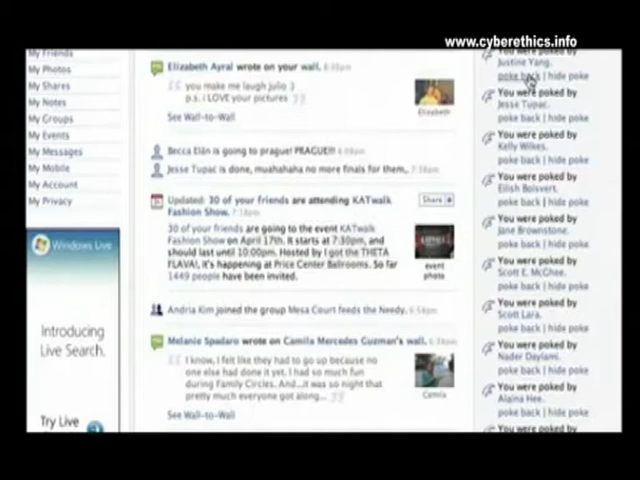 www.cyberethics.info
My Friends
My Photos
My Shares
My Notes
My Groups
My Events
My Messages
My Mobile
My Account
My Privacy
Windows Live
Introducing
Live Search.
Try Live
Elizabeth Ayral wrote on your wall.
you make me laugh julio :)
p.s. i LOVE your pictures
See Wall-to-Wall
Elizabeth
Becca Elan is going to prague! PRAGUE!!!
Jesse Tupac is done, muahahaha no more finals for them.
Updated: 30 of your friends are attending KATwalk
Fashion Show.
Share
30 of your friends are going to the event KATwalk
Fashion Show on April 17th. It starts at 7:30pm, and
should last until 10:00pm. Hosted by I got the THETA
FLAVA!, it's happening at Price Center Ballrooms. So far
1449 people have been invited.
event
photo
Andria Kim joined the group Mesa Court feeds the Needy.
Melanie Spadaro wrote on Camila Mercedes Guzman's wall.
I know, I felt like they had to go up because no
one else had done it yet. I had so much fun
during Family Circles. And...it was so night that
pretty much everyone got along...
See Wall-to-Wall
Camila
You were poked by
Justine Yang.
poke back | hide poke
You were poked by
Jesse Tupac.
poke back | hide poke
You were poked by
Kelly Wilkes.
poke back | hide poke
You were poked by
Eilish Boisvert.
poke back | hide poke
You were poked by
Jane Brownstone.
poke back | hide poke
You were poked by
Scott E. McGhee.
poke back | hide poke
You were poked by
Scott Lara.
poke back | hide poke
You were poked by
Nader Daylami.
poke back | hide poke
You were poked by
Alaina Hee.
poke back | hide poke
You were poked by